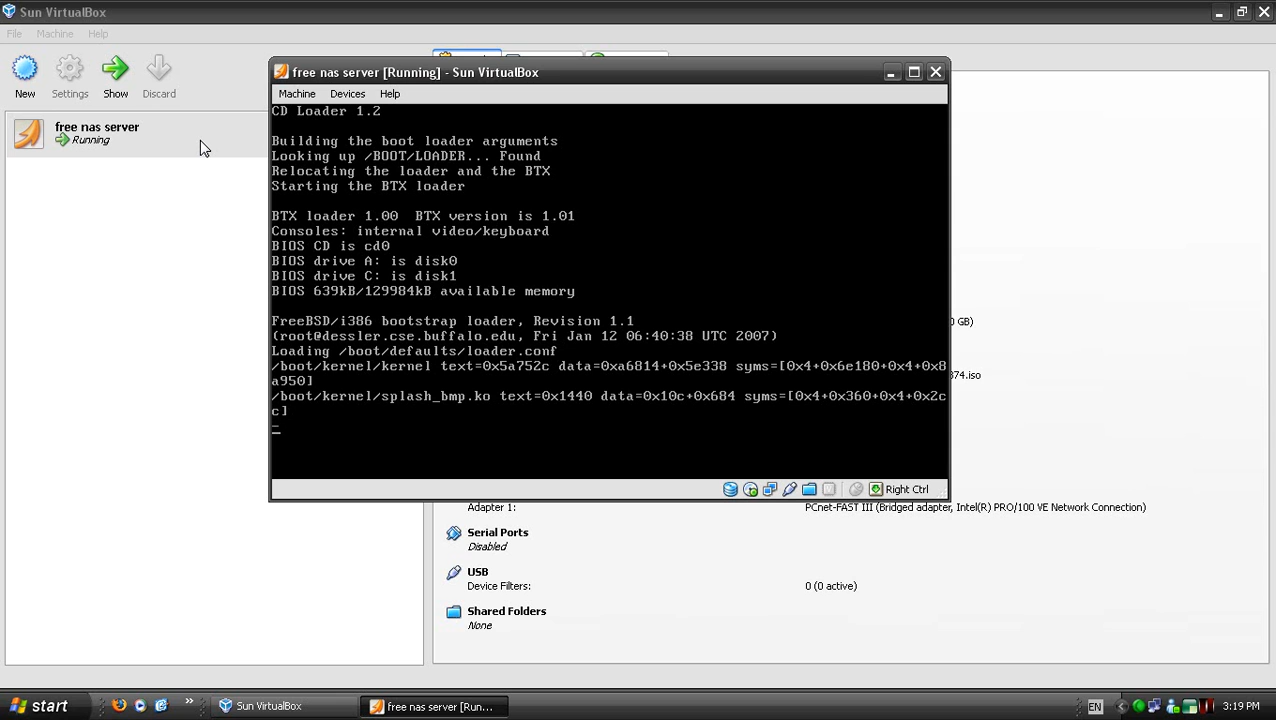 Sun VirtualBox
File Machine Help
New Settings Show Discard
free nas server
Running
free nas server [Running] - Sun VirtualBox
Machine Devices Help
CD Loader 1.2
Building the boot loader arguments
Looking up /BOOT/LOADER... Found
Relocating the loader and the BTX
Starting the BTX loader
BTX loader 1.00 BTX version is 1.01
Consoles: internal video/keyboard
BIOS CD is cd0
BIOS drive A: is disk0
BIOS drive C: is disk1
BIOS 639kB/129984kB available memory
FreeBSD/i386 bootstrap loader, Revision 1.1
(root@dessler.cse.buffalo.edu, Fri Jan 12 06:40:38 UTC 2007)
Loading /boot/defaults/loader.conf
/boot/kernel/kernel text=0x5a752c data=0xa6814+0x5e338 syms=[0x4+0x6e180+0x4+0x8
a950]
/boot/kernel/splash_bmp.ko text=0x1440 data=0x10c+0x684 syms=[0x4+0x360+0x4+0x2c
c]
Right Ctrl
0 GB)
374.iso
Adapter 1: PCnet-FAST III (Bridged adapter, Intel(R) PRO/100 VE Network Connection)
Serial Ports
Disabled
USB
Device Filters: 0 (0 active)
Shared Folders
None
start Sun VirtualBox free nas server [Run... EN 3:19 PM